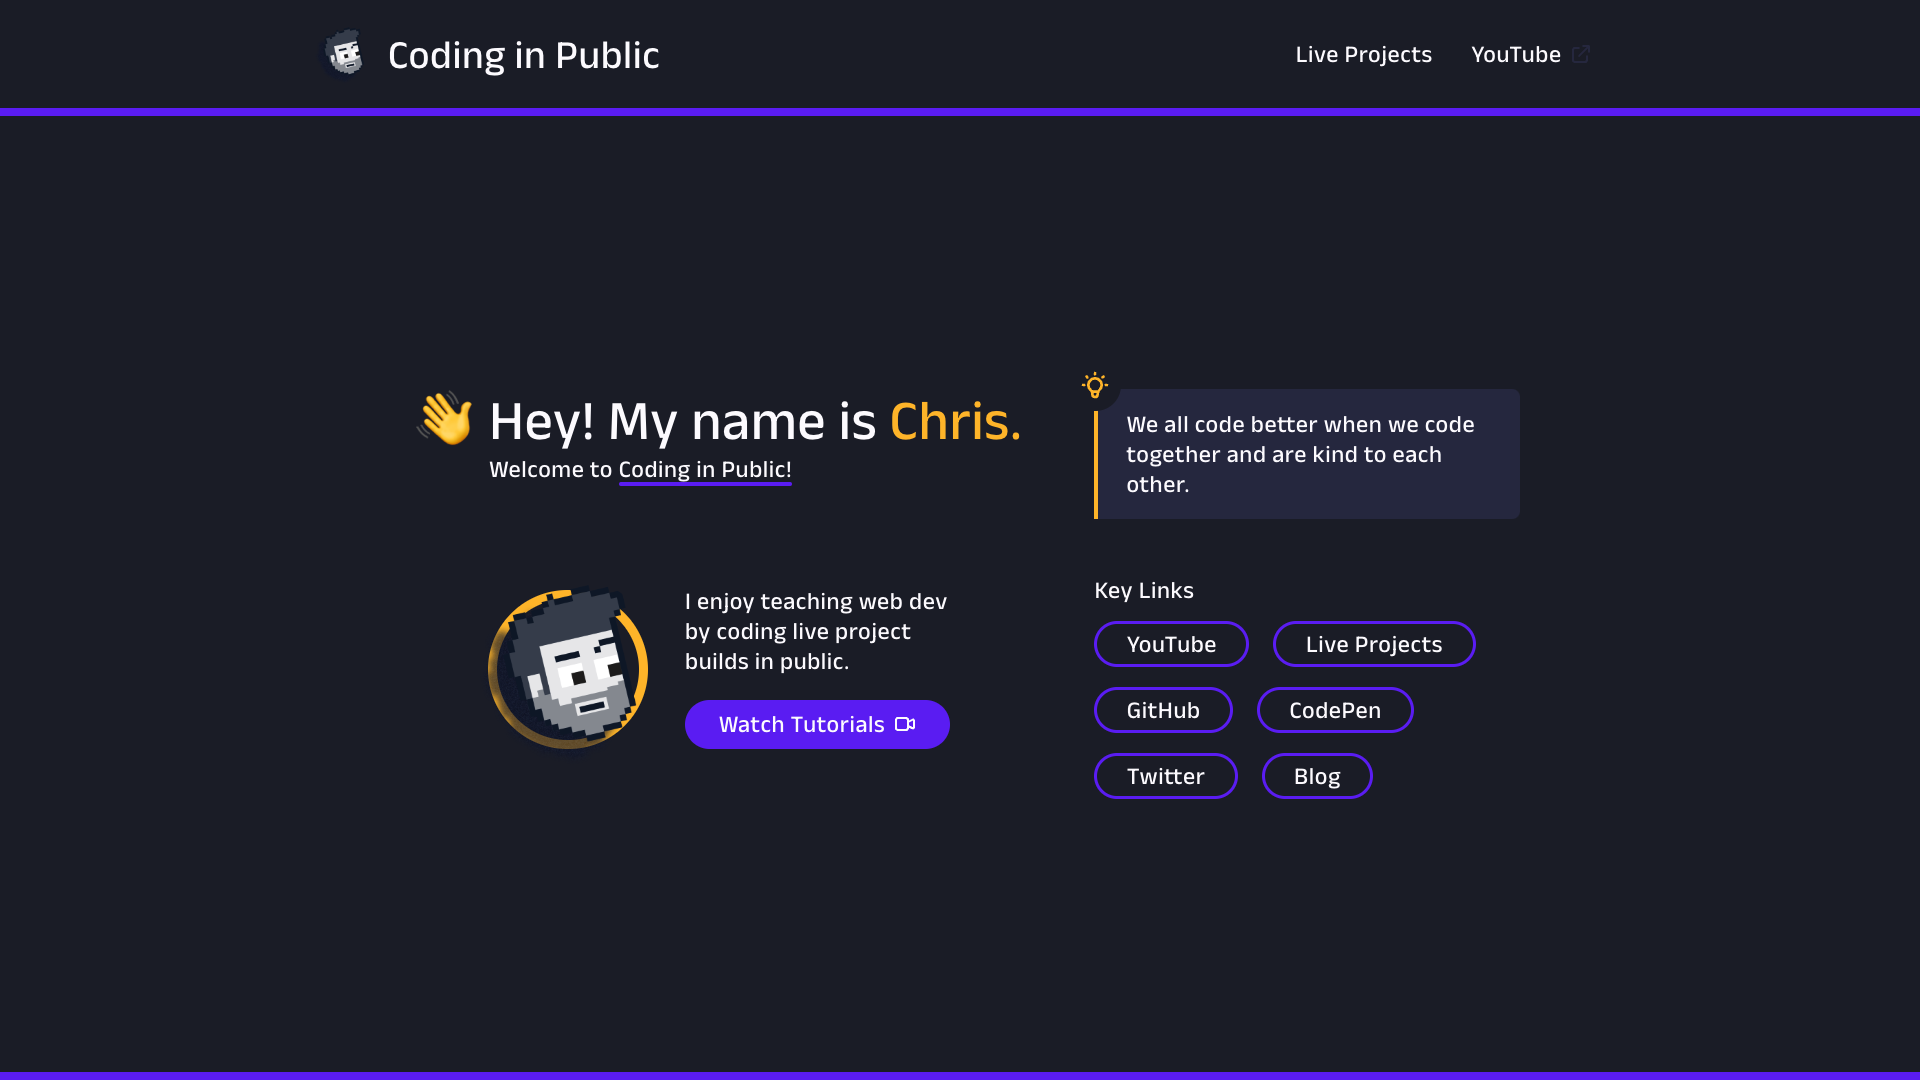 Coding in Public
Live Projects
YouTube
Hey! My name is Chris.
Welcome to Coding in Public!
I enjoy teaching web dev
by coding live project
builds in public.
Watch Tutorials
We all code better when we code
together and are kind to each
other.
Key Links
YouTube
Live Projects
GitHub
CodePen
Twitter
Blog